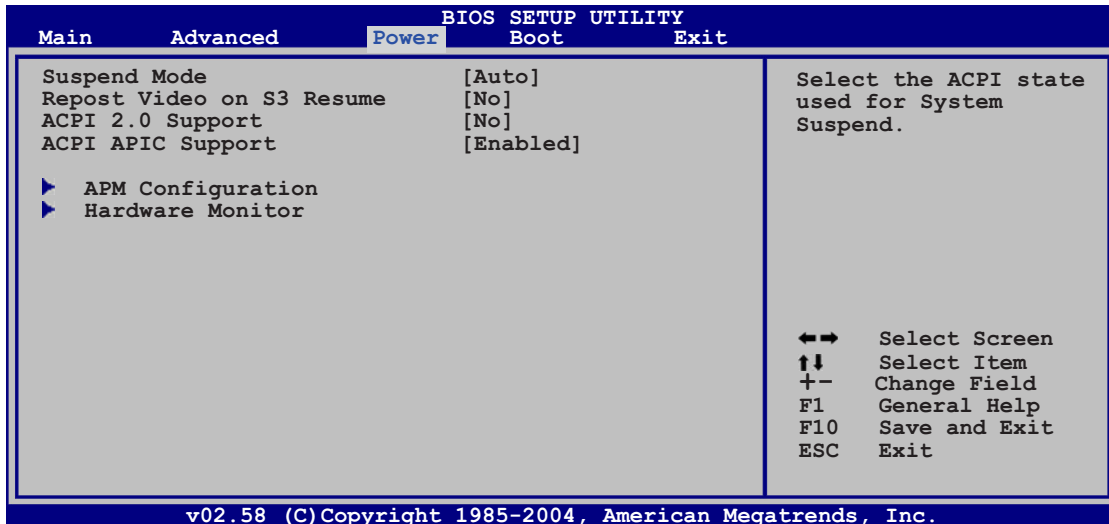 BIOS SETUP UTILITY
Main Advanced Power Boot Exit
Suspend Mode [Auto]
Repost Video on S3 Resume [No]
ACPI 2.0 Support [No]
ACPI APIC Support [Enabled]
APM Configuration
Hardware Monitor
Select the ACPI state
used for System
Suspend.
←→ Select Screen
↑↓ Select Item
+- Change Field
F1 General Help
F10 Save and Exit
ESC Exit
v02.58 (C)Copyright 1985-2004, American Megatrends, Inc.